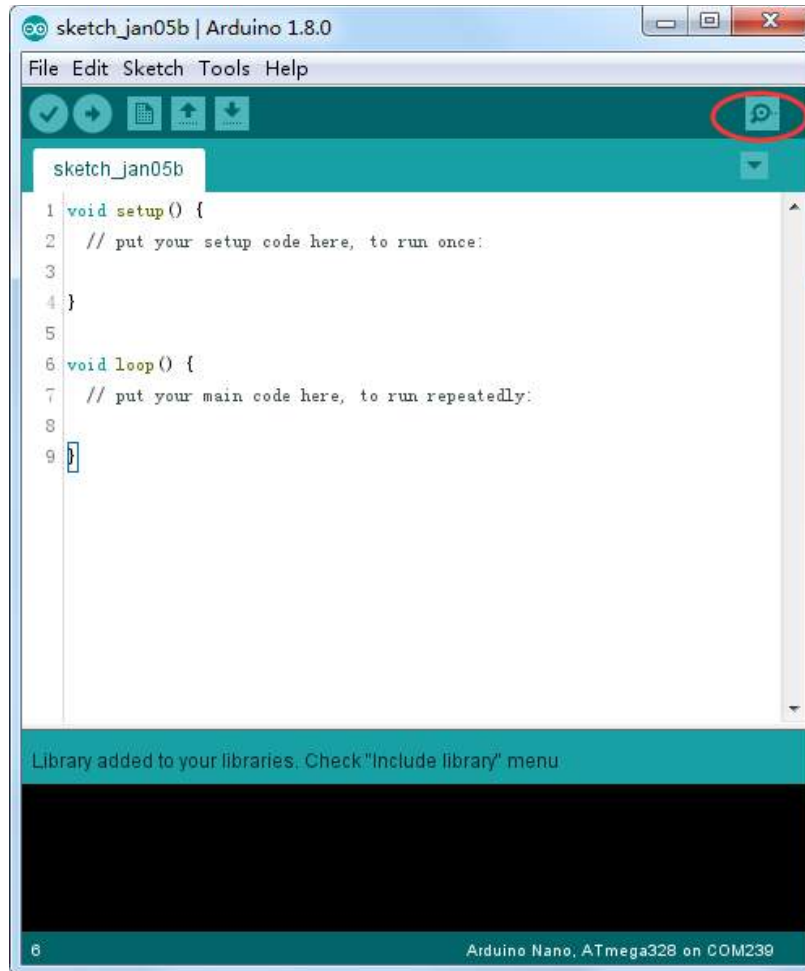 sketch_jan05b | Arduino 1.8.0
File Edit Sketch Tools Help
sketch_jan05b
1 void setup() {
2 // put your setup code here, to run once:
3
4 }
5
6 void loop() {
7 // put your main code here, to run repeatedly:
8
9 }
Library added to your libraries. Check "Include library" menu
6 Arduino Nano, ATmega328 on COM239